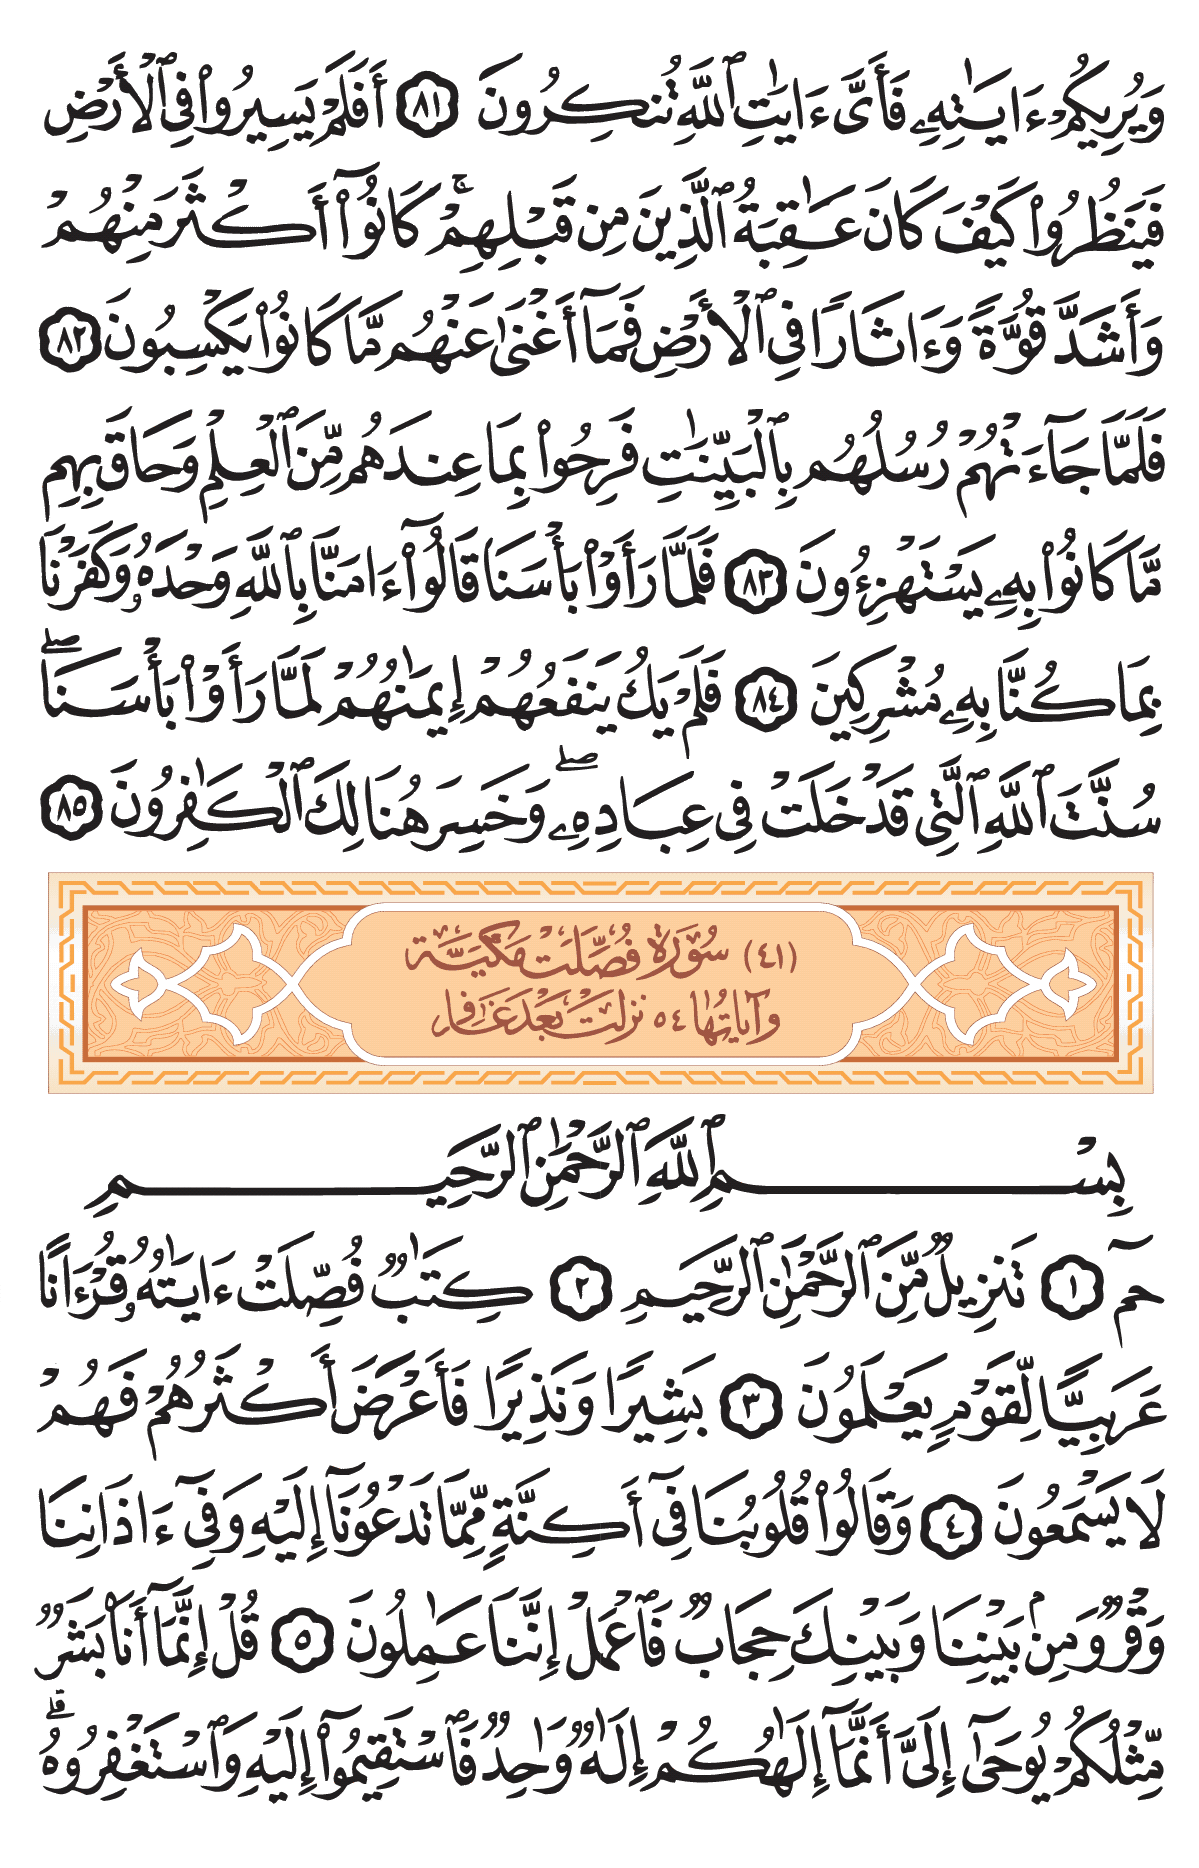 وَيُرِيكُمْ ءَايَـٰتِهِۦ فَأَىَّ ءَايَـٰتِ ٱللَّهِ تُنكِرُونَ ٨١ أَفَلَمْ يَسِيرُوا۟ فِى ٱلْأَرْضِ
فَيَنظُرُوا۟ كَيْفَ كَانَ عَـٰقِبَةُ ٱلَّذِينَ مِن قَبْلِهِمْ ۚ كَانُوٓا۟ أَكْثَرَ مِنْهُمْ
وَأَشَدَّ قُوَّةً وَءَاثَارًا فِى ٱلْأَرْضِ فَمَآ أَغْنَىٰ عَنْهُم مَّا كَانُوا۟ يَكْسِبُونَ ٨٢
فَلَمَّا جَآءَتْهُمْ رُسُلُهُم بِٱلْبَيِّنَـٰتِ فَرِحُوا۟ بِمَا عِندَهُم مِّنَ ٱلْعِلْمِ وَحَاقَ بِهِم
مَّا كَانُوا۟ بِهِۦ يَسْتَهْزِءُونَ ٨٣ فَلَمَّا رَأَوْا۟ بَأْسَنَا قَالُوٓا۟ ءَامَنَّا بِٱللَّهِ وَحْدَهُۥ وَكَفَرْنَا
بِمَا كُنَّا بِهِۦ مُشْرِكِينَ ٨٤ فَلَمْ يَكُ يَنفَعُهُمْ إِيمَـٰنُهُمْ لَمَّا رَأَوْا۟ بَأْسَنَا ۖ
سُنَّتَ ٱللَّهِ ٱلَّتِى قَدْ خَلَتْ فِى عِبَادِهِۦ ۖ وَخَسِرَ هُنَالِكَ ٱلْكَـٰفِرُونَ ٨٥
(٤١) سُورَةُ فُصِّلَتْ مَكِّيَّة
وَآيَاتُهَا ٥٤ نَزَلَتْ بَعْدَ غَافِر
بِسْمِ ٱللَّهِ ٱلرَّحْمَـٰنِ ٱلرَّحِيمِ
حمٓ ١ تَنزِيلٌ مِّنَ ٱلرَّحْمَـٰنِ ٱلرَّحِيمِ ٢ كِتَـٰبٌ فُصِّلَتْ ءَايَـٰتُهُۥ قُرْءَانًا
عَرَبِيًّا لِّقَوْمٍ يَعْلَمُونَ ٣ بَشِيرًا وَنَذِيرًا فَأَعْرَضَ أَكْثَرُهُمْ فَهُمْ
لَا يَسْمَعُونَ ٤ وَقَالُوا۟ قُلُوبُنَا فِىٓ أَكِنَّةٍ مِّمَّا تَدْعُونَآ إِلَيْهِ وَفِىٓ ءَاذَانِنَا
وَقْرٌ وَمِنۢ بَيْنِنَا وَبَيْنِكَ حِجَابٌ فَٱعْمَلْ إِنَّنَا عَـٰمِلُونَ ٥ قُلْ إِنَّمَآ أَنَا۠ بَشَرٌ
مِّثْلُكُمْ يُوحَىٰٓ إِلَىَّ أَنَّمَآ إِلَـٰهُكُمْ إِلَـٰهٌ وَٰحِدٌ فَٱسْتَقِيمُوٓا۟ إِلَيْهِ وَٱسْتَغْفِرُوهُ ۗ